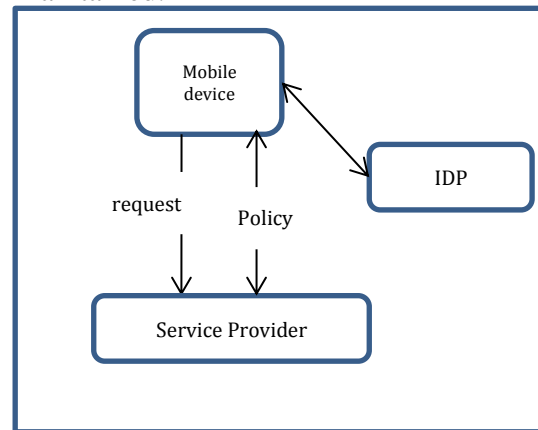 Mobile
device
IDP
request
Policy
Service Provider